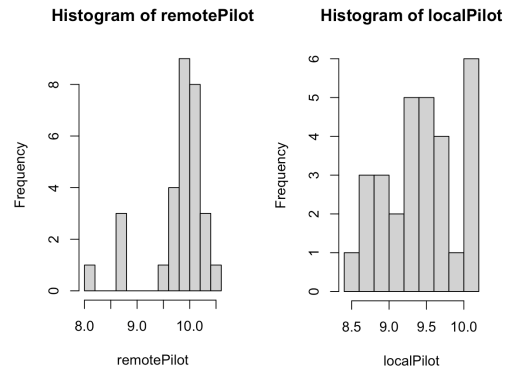 Histogram of remotePilot
Frequency
0 2 4 6 8
8.0 9.0 10.0
remotePilot
Histogram of localPilot
Frequency
0 1 2 3 4 5 6
8.5 9.0 9.5 10.0
localPilot